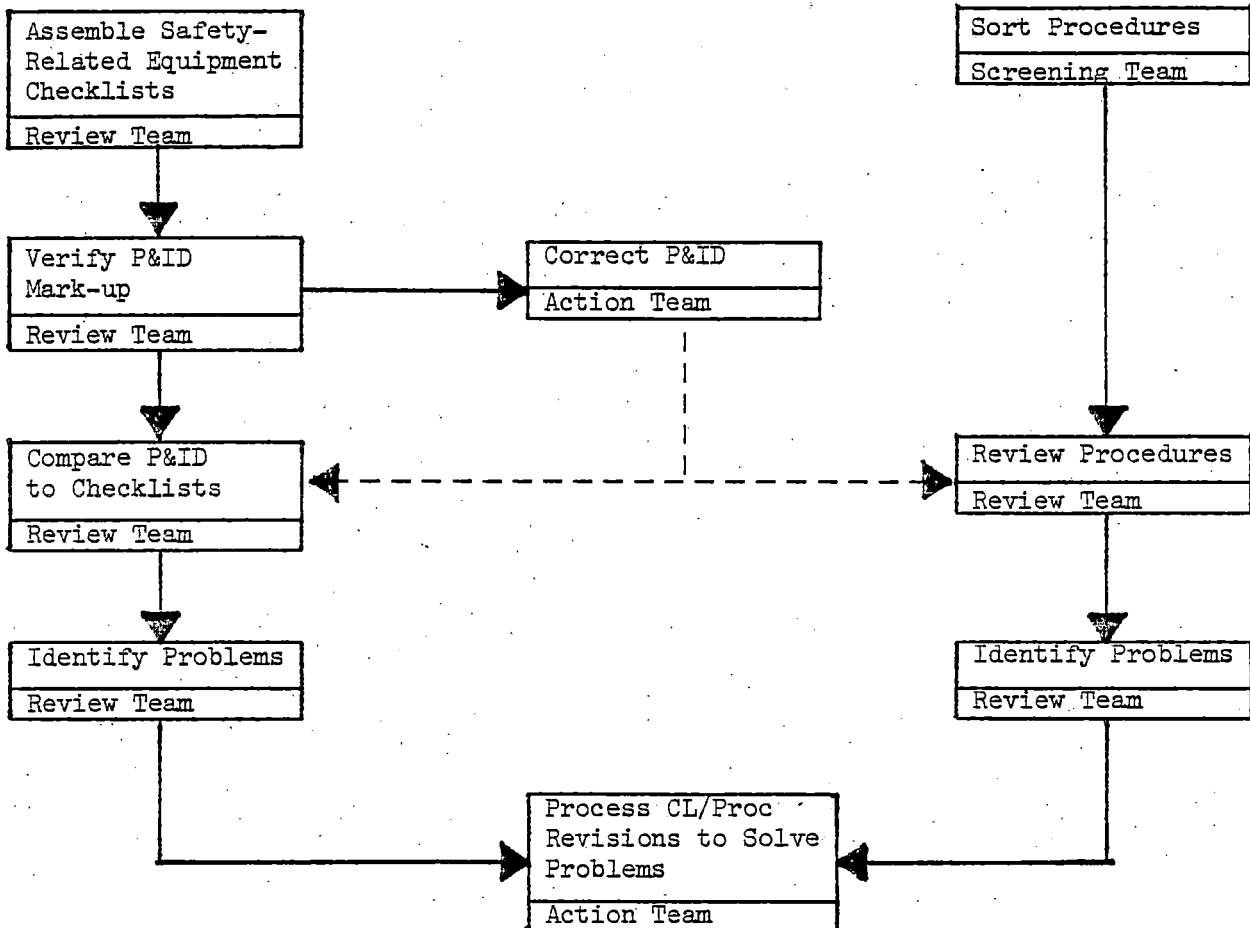 Assemble Safety-
Related Equipment
Checklists
Review Team
Sort Procedures
Screening Team
Verify P&ID
Mark-up
Review Team
Correct P&ID
Action Team
Compare P&ID
to Checklists
Review Team
Review Procedures
Review Team
Identify Problems
Review Team
Identify Problems
Review Team
Process CL/Proc
Revisions to Solve
Problems
Action Team